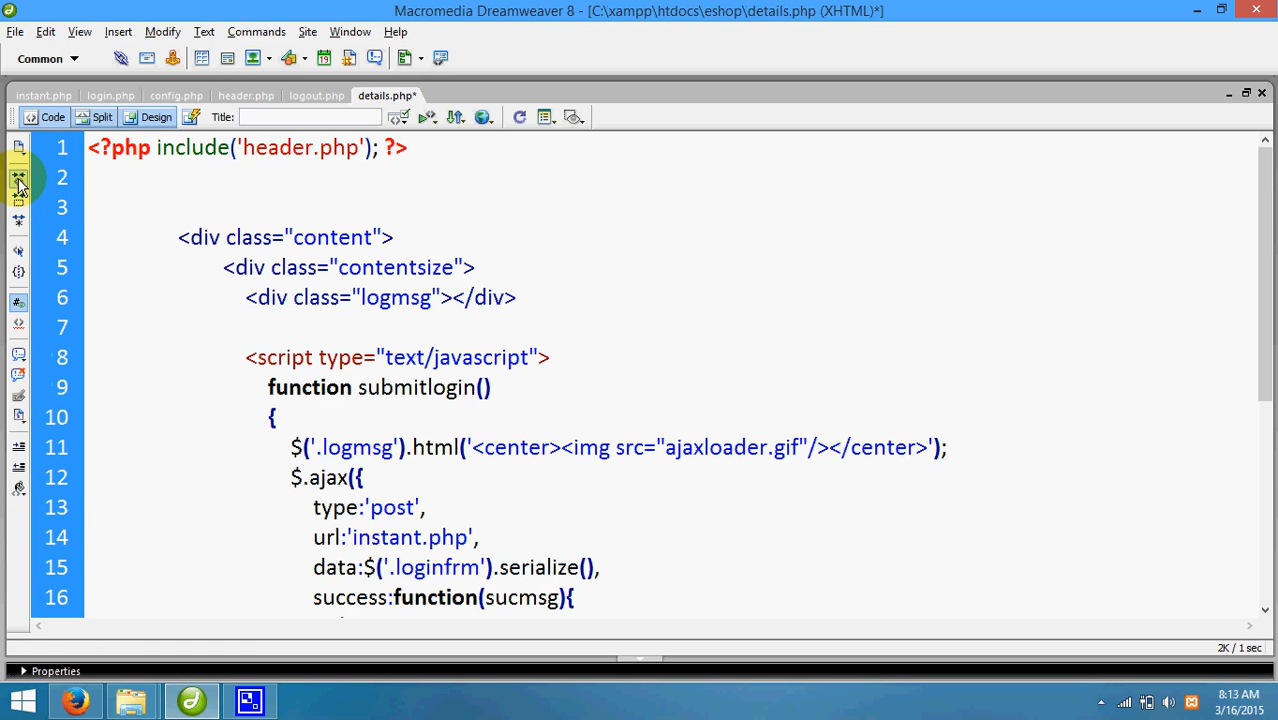 Macromedia Dreamweaver 8 - [C:\xampp\htdocs\eshop\details.php (XHTML)*]
File Edit View Insert Modify Text Commands Site Window Help
Common
instant.php login.php config.php header.php logout.php details.php*
Code Split Design Title:
1 <?php include('header.php'); ?>
2
3
4 <div class="content">
5 <div class="contentsize">
6 <div class="logmsg"></div>
7
8 <script type="text/javascript">
9 function submitlogin()
10 {
11 $('.logmsg').html('<center><img src="ajaxloader.gif"/></center>');
12 $.ajax({
13 type:'post',
14 url:'instant.php',
15 data:$('.loginfrm').serialize(),
16 success:function(sucmsg){
2K / 1 sec
Properties
8:13 AM
3/16/2015